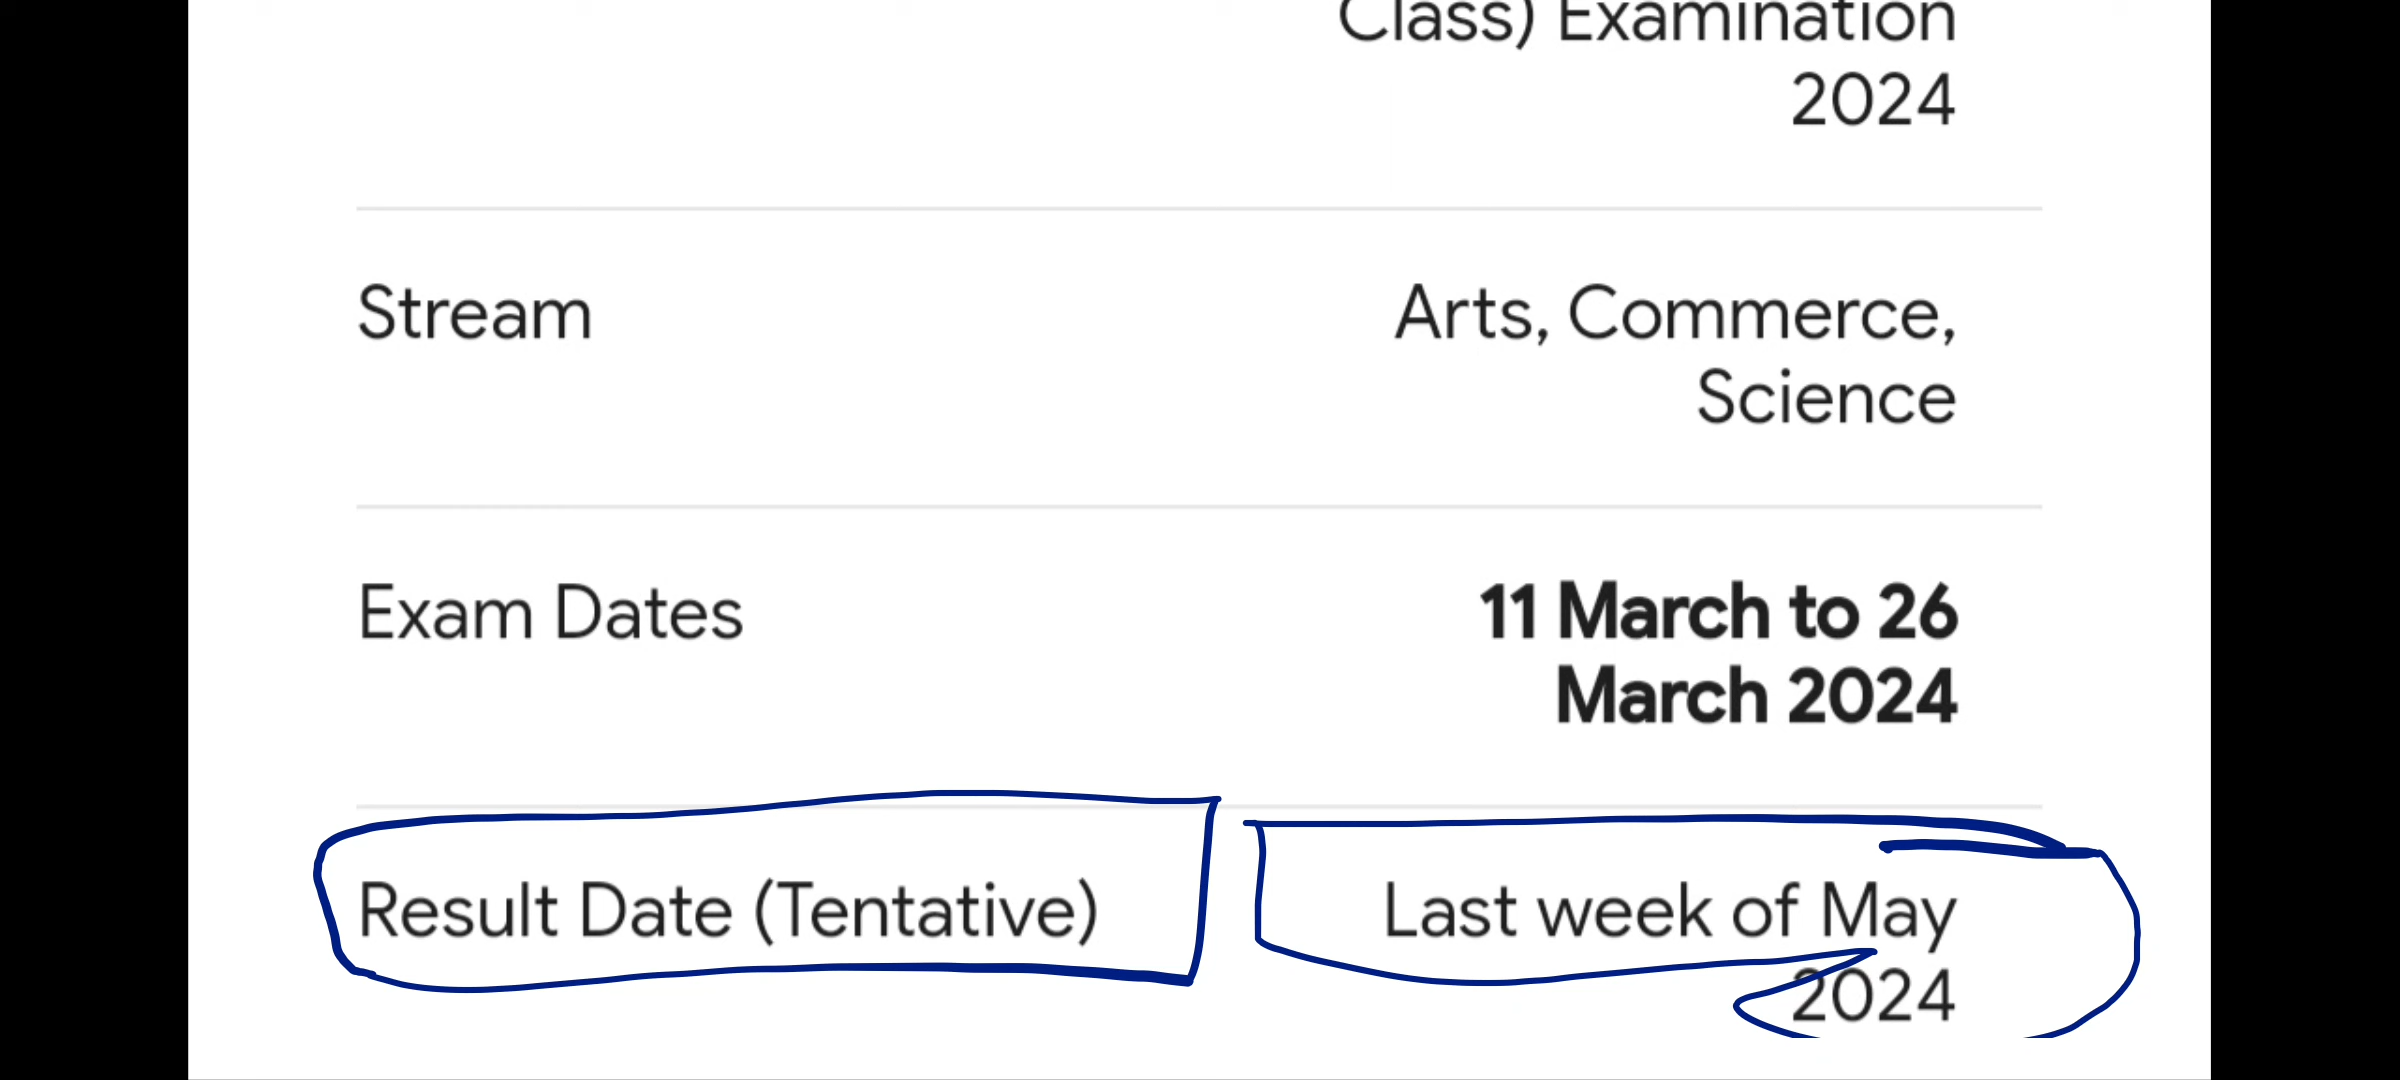 Class) Examination
2024
Stream
Arts, Commerce,
Science
Exam Dates
11 March to 26
March 2024
Result Date (Tentative)
Last week of May
2024